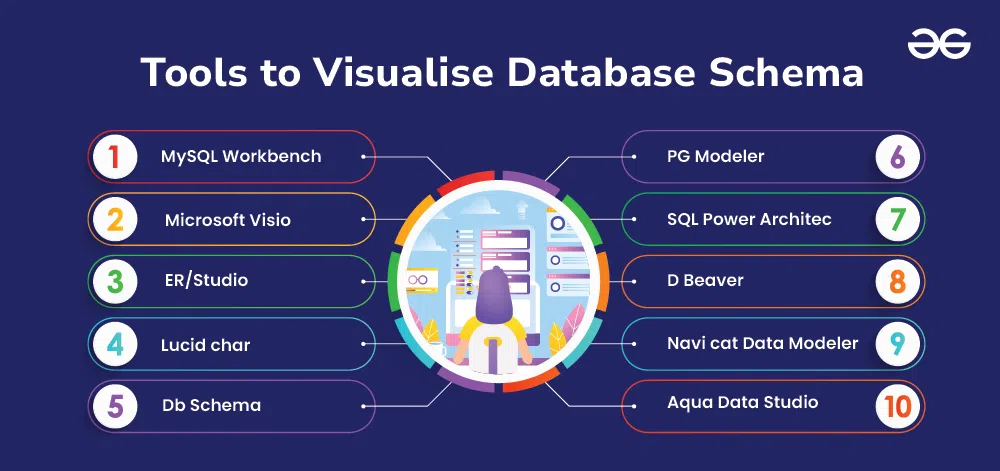 Tools to Visualise Database Schema
1 MySQL Workbench
2 Microsoft Visio
3 ER/Studio
4 Lucid char
5 Db Schema
PG Modeler 6
SQL Power Architec 7
D Beaver 8
Navi cat Data Modeler 9
Aqua Data Studio 10